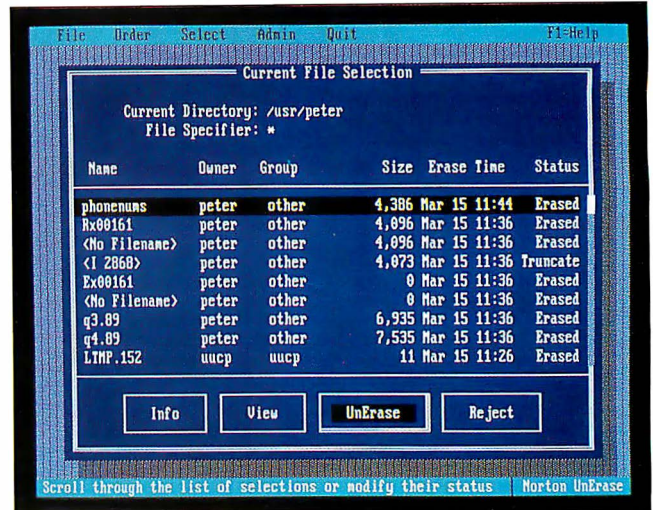 File Order Select Admin Quit F1=Help
Current File Selection
Current Directory: /usr/peter
File Specifier: *
Name Owner Group Size Erase Time Status
phonenums peter other 4,386 Mar 15 11:44 Erased
Rx00161 peter other 4,096 Mar 15 11:36 Erased
<No Filename> peter other 4,096 Mar 15 11:36 Erased
<I 2868> peter other 4,073 Mar 15 11:36 Truncate
Ex00161 peter other 0 Mar 15 11:36 Erased
<No Filename> peter other 0 Mar 15 11:36 Erased
q3.89 peter other 6,935 Mar 15 11:36 Erased
q4.89 peter other 7,535 Mar 15 11:36 Erased
LTMP.152 uucp uucp 11 Mar 15 11:26 Erased
Info View UnErase Reject
Scroll through the list of selections or modify their status Norton UnErase